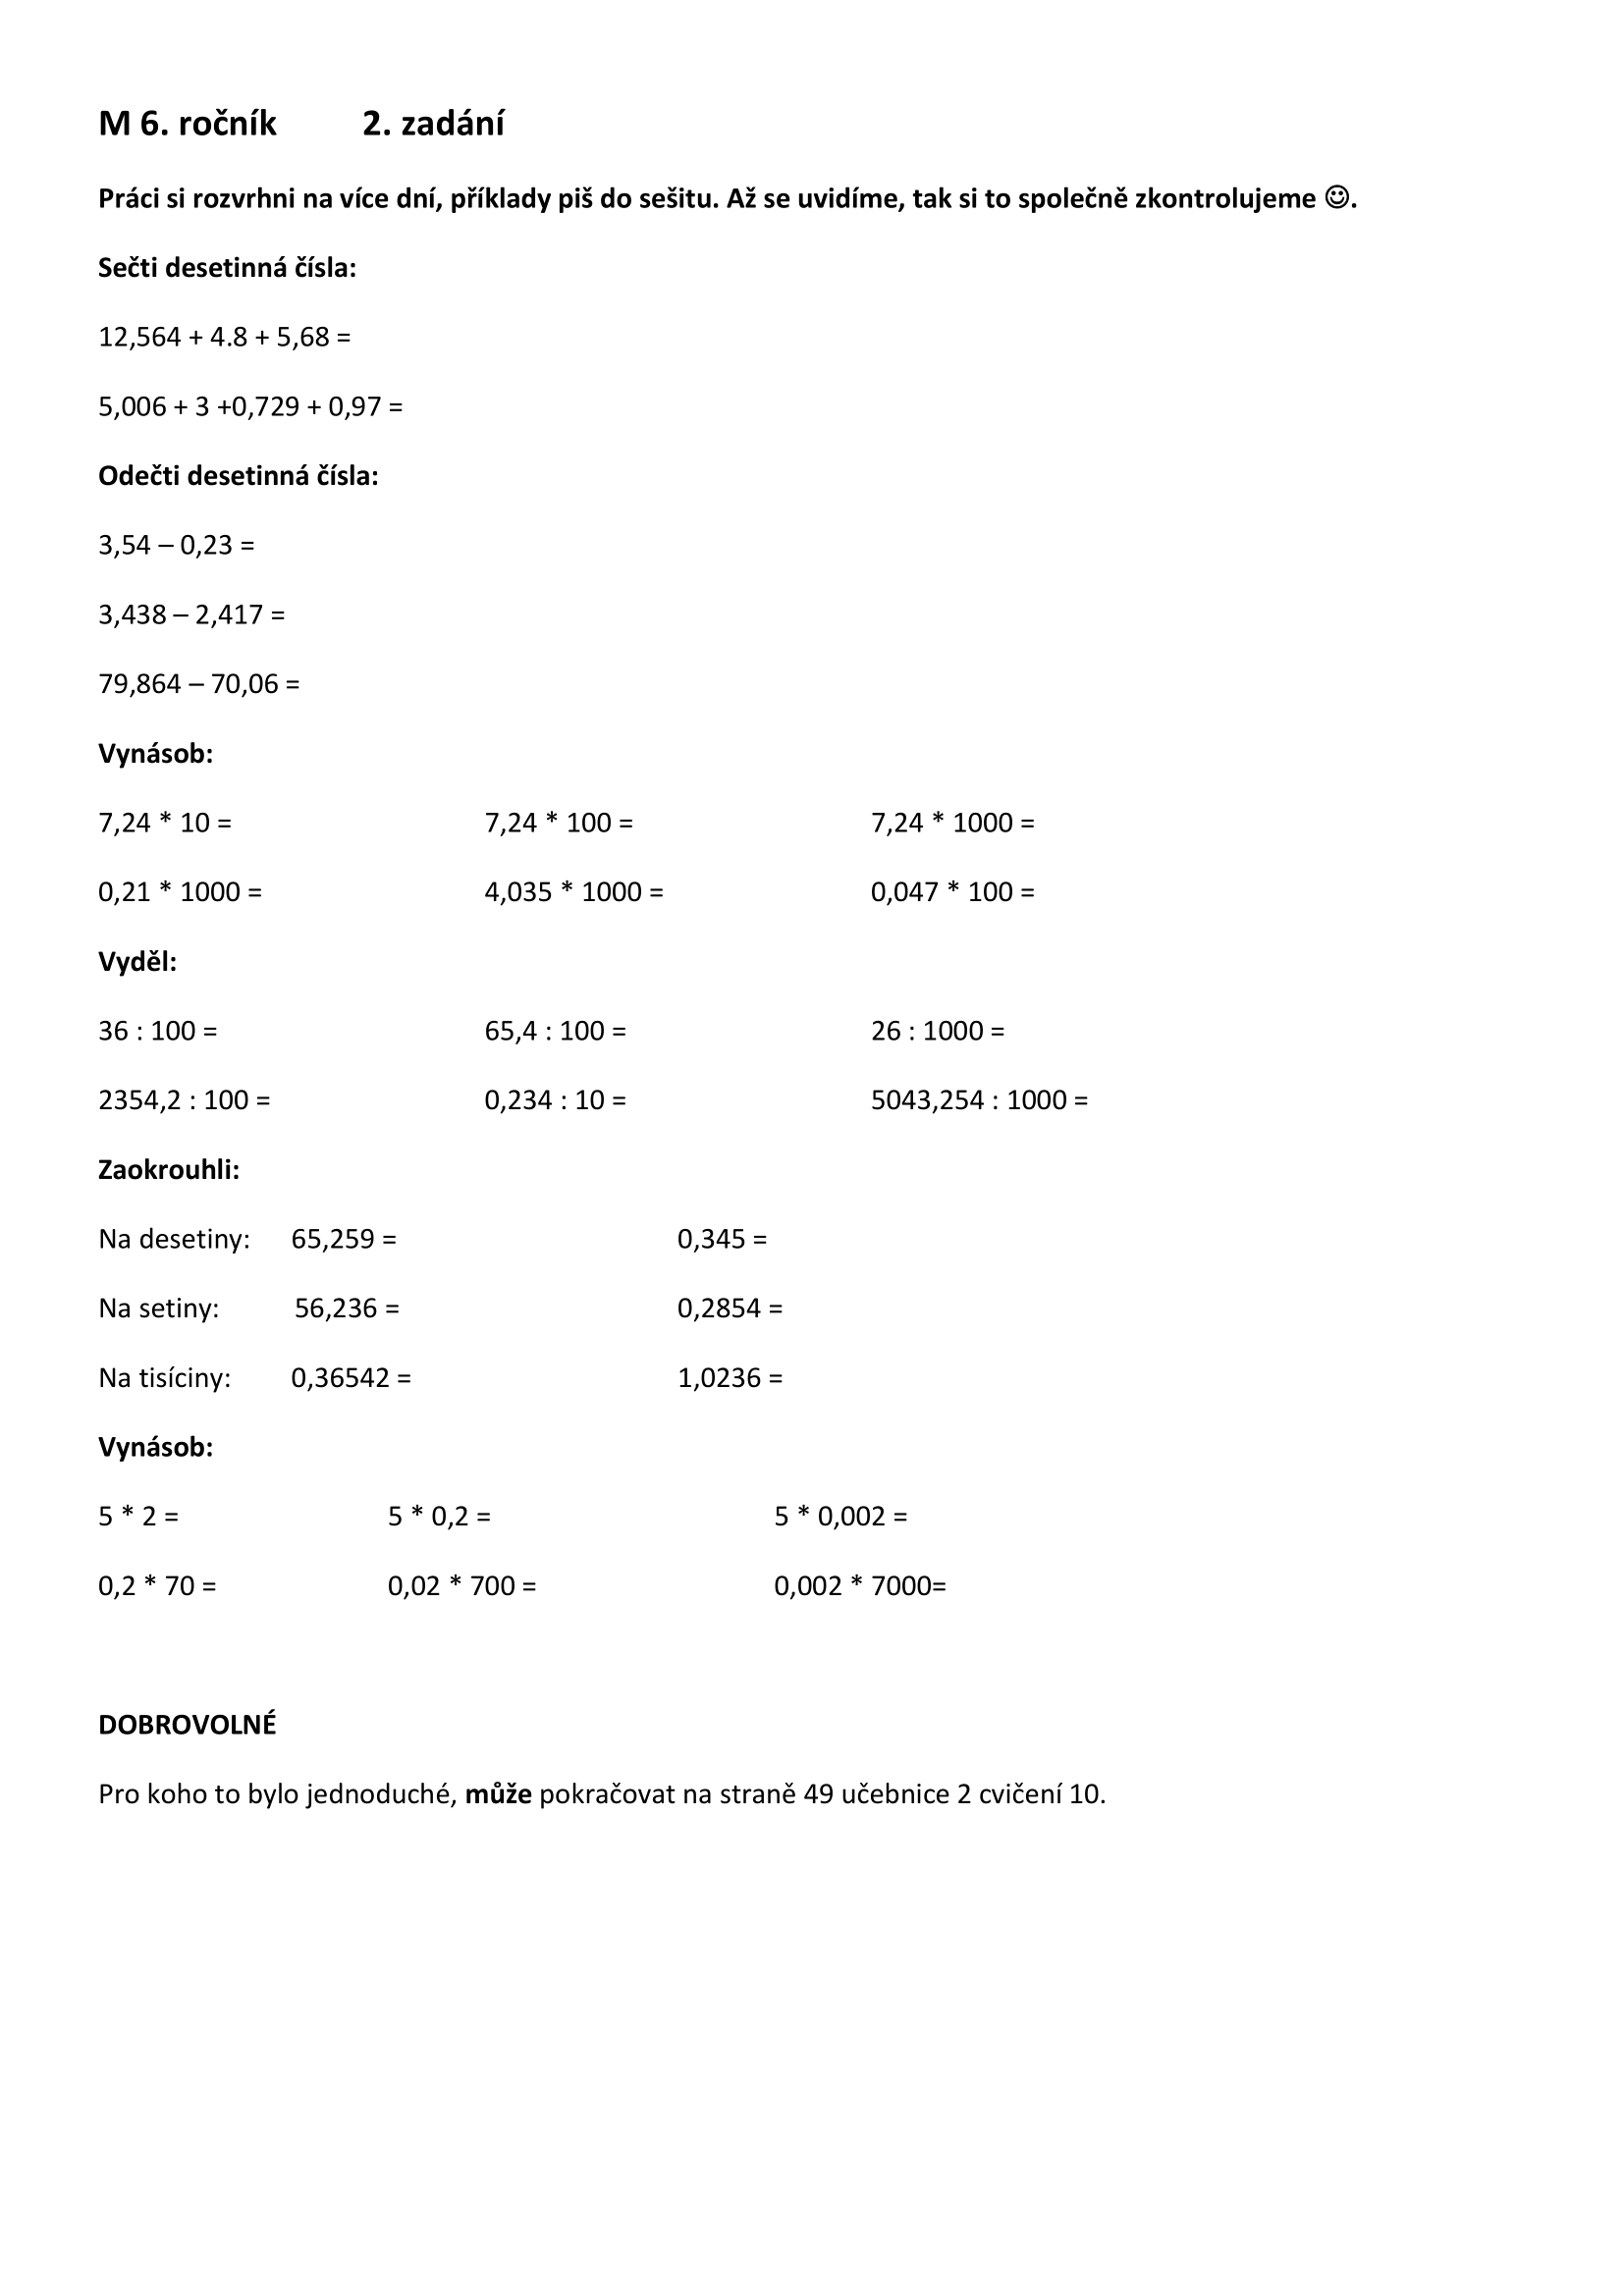 M 6. ročník 2. zadání
Práci si rozvrhni na více dní, příklady piš do sešitu. Až se uvidíme, tak si to společně zkontrolujeme ☺.
Sečti desetinná čísla:
12,564 + 4.8 + 5,68 =
5,006 + 3 +0,729 + 0,97 =
Odečti desetinná čísla:
3,54 – 0,23 =
3,438 – 2,417 =
79,864 – 70,06 =
Vynásob:
7,24 * 10 = 7,24 * 100 = 7,24 * 1000 =
0,21 * 1000 = 4,035 * 1000 = 0,047 * 100 =
Vyděl:
36 : 100 = 65,4 : 100 = 26 : 1000 =
2354,2 : 100 = 0,234 : 10 = 5043,254 : 1000 =
Zaokrouhli:
Na desetiny: 65,259 = 0,345 =
Na setiny: 56,236 = 0,2854 =
Na tisíciny: 0,36542 = 1,0236 =
Vynásob:
5 * 2 = 5 * 0,2 = 5 * 0,002 =
0,2 * 70 = 0,02 * 700 = 0,002 * 7000=
DOBROVOLNÉ
Pro koho to bylo jednoduché, může pokračovat na straně 49 učebnice 2 cvičení 10.